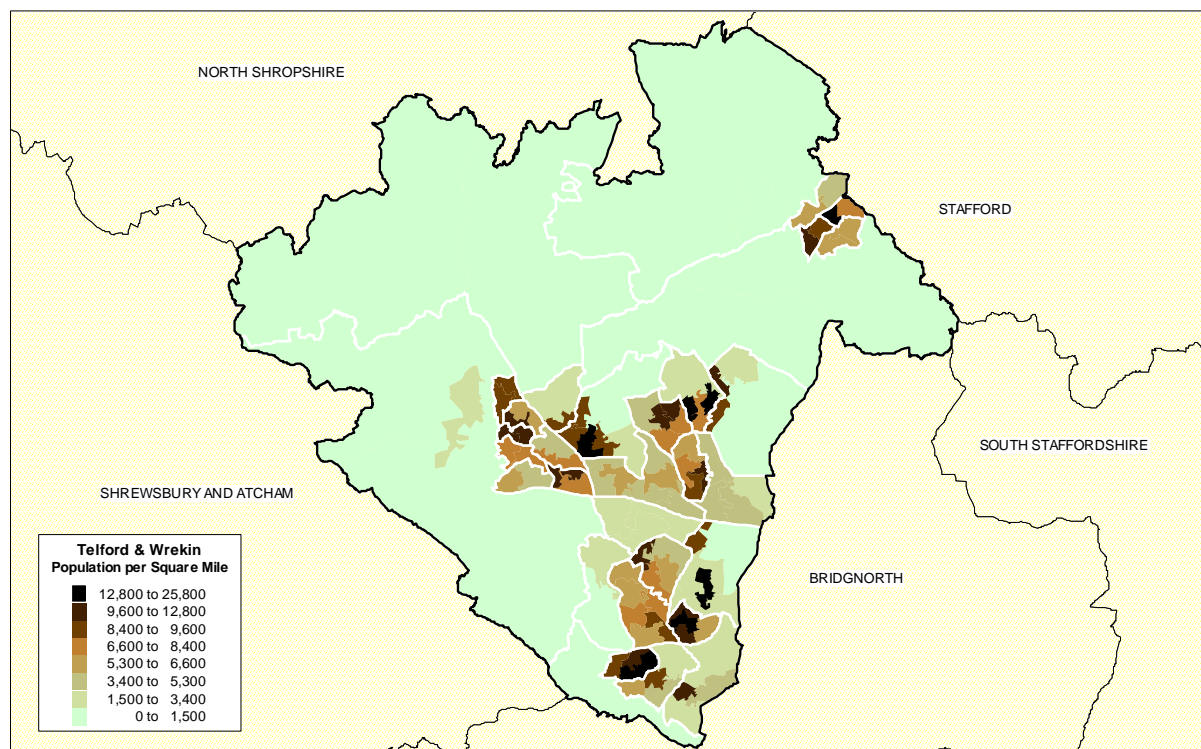 NORTH SHROPSHIRE
STAFFORD
SOUTH STAFFORDSHIRE
SHREWSBURY AND ATCHAM
BRIDGNORTH
Telford & Wrekin
Population per Square Mile
12,800 to 25,800
9,600 to 12,800
8,400 to 9,600
6,600 to 8,400
5,300 to 6,600
3,400 to 5,300
1,500 to 3,400
0 to 1,500